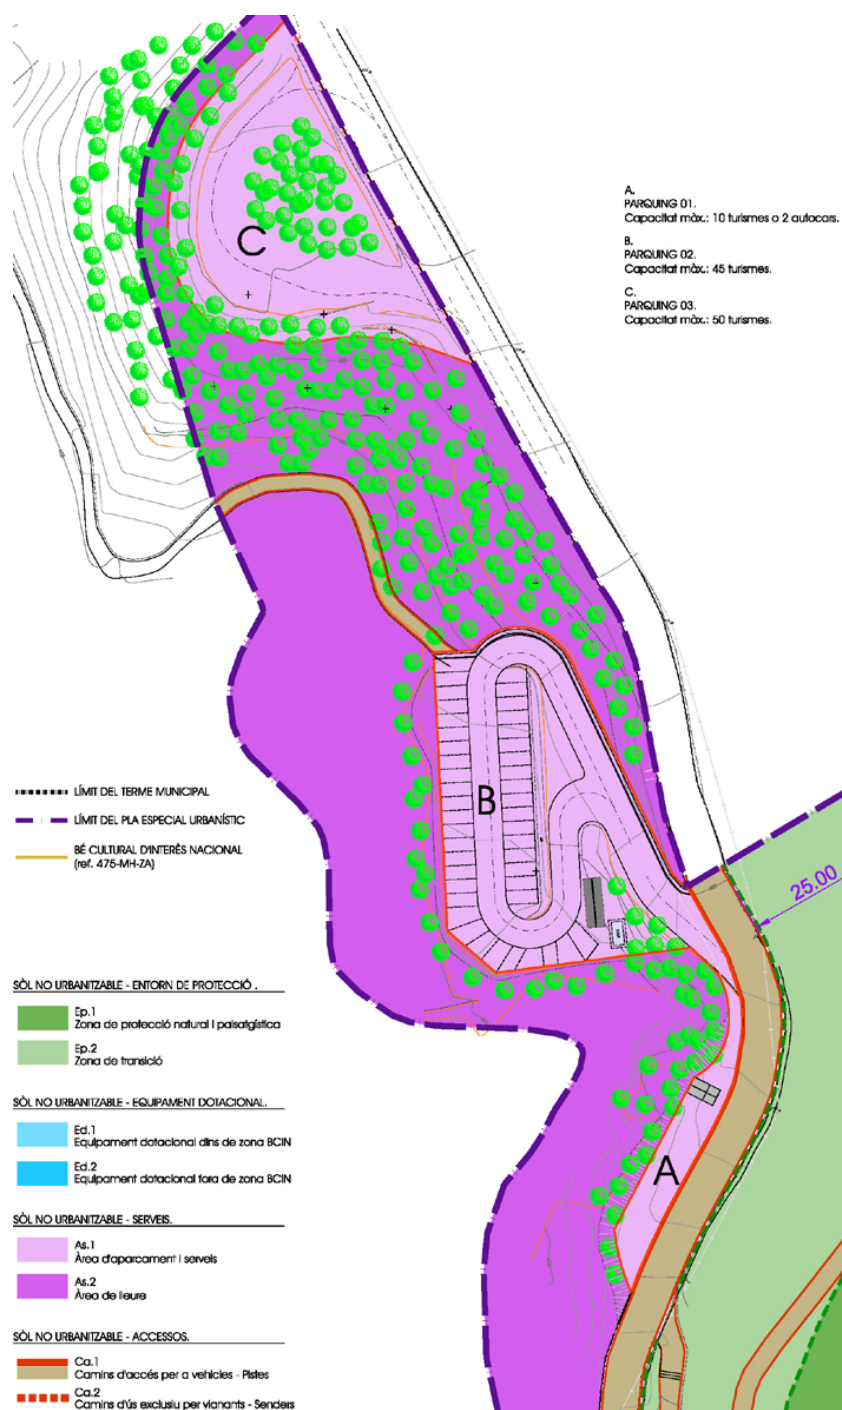 A.
PARQUING 01.
Capacitat màx.: 10 turismes o 2 autocars.
B.
PARQUING 02.
Capacitat màx.: 45 turismes.
C.
PARQUING 03.
Capacitat màx.: 50 turismes.
C
B
25.00
A
LÍMIT DEL TERME MUNICIPAL
LÍMIT DEL PLA ESPECIAL URBANÍSTIC
BÉ CULTURAL D'INTERÈS NACIONAL
(ref. 475-MH-ZA)
SÒL NO URBANITZABLE - ENTORN DE PROTECCIÓ .
Ep.1
Zona de protecció natural i paisatgística
Ep.2
Zona de transició
SÒL NO URBANITZABLE - EQUIPAMENT DOTACIONAL.
Ed.1
Equipament dotacional dins de zona BCIN
Ed.2
Equipament dotacional fora de zona BCIN
SÒL NO URBANITZABLE - SERVEIS.
As.1
Àrea d'aparcament i serveis
As.2
Àrea de lleure
SÒL NO URBANITZABLE - ACCESSOS.
Ca.1
Camins d'accés per a vehicles - Pistes
Ca.2
Camins d'ús exclusiu per vianants - Senders